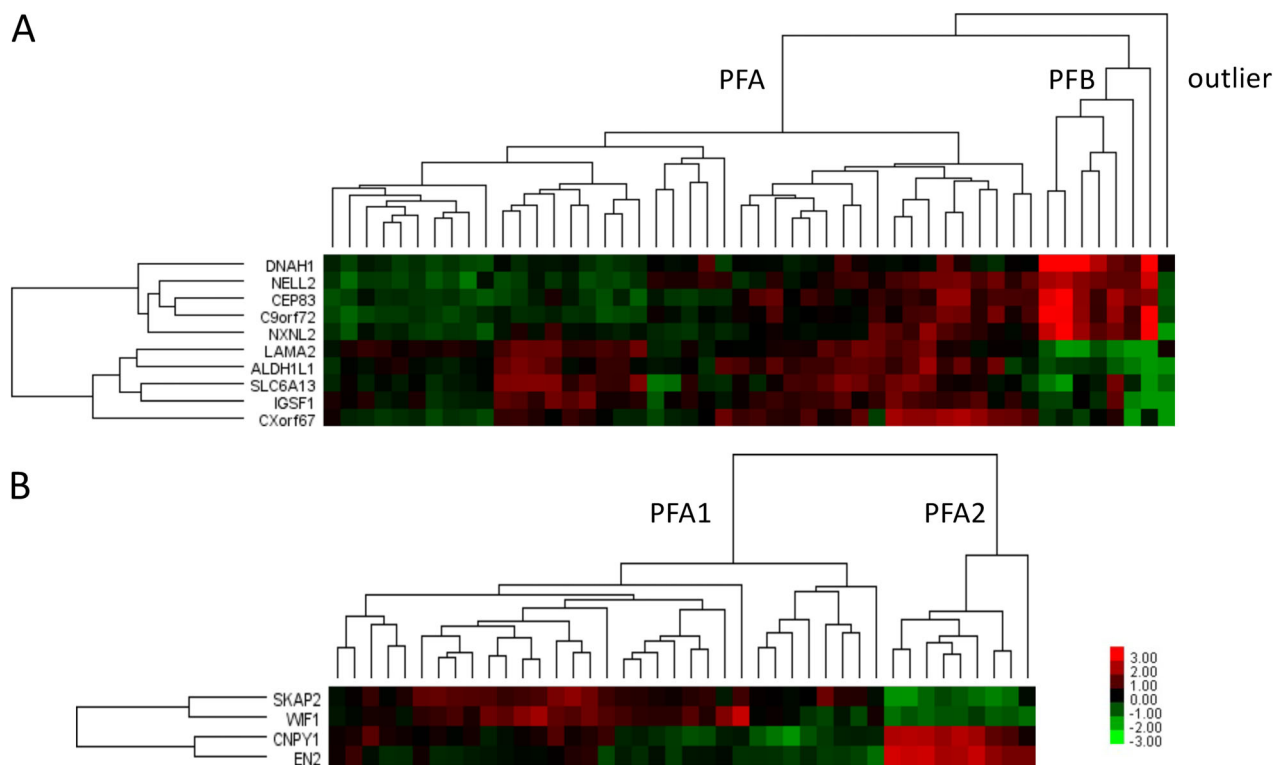 A
PFA
PFB
outlier
DNAH1
NELL2
CEP83
C9orf72
NXNL2
LAMA2
ALDH1L1
SLC6A13
IGSF1
CXorf67
B
PFA1
PFA2
SKAP2
WIF1
CNPY1
EN2
3.00
2.00
1.00
0.00
-1.00
-2.00
-3.00